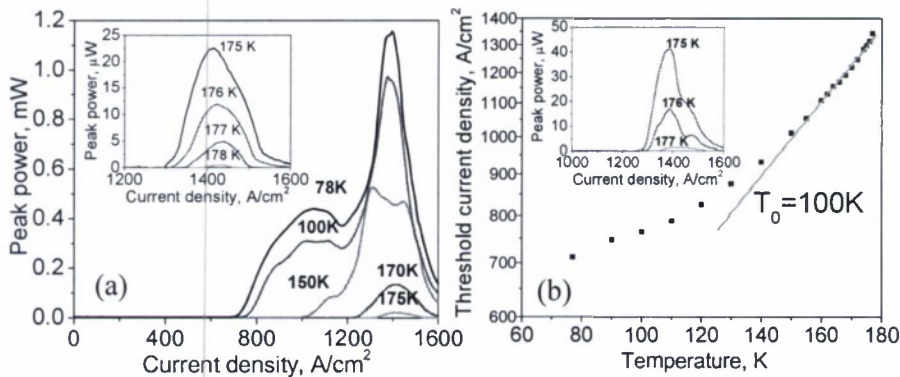 1.2
1.0
0.8
0.6
0.4
0.2
0.0
Peak power, mW
0 400 800 1200 1600
Current density, A/cm²
(a)
78K
100K
150K
170K
175K
25
20
15
10
5
0
Peak power, µW
1200 1400 1600
Current density, A/cm²
175 K
176 K
177 K
178 K
1400
1300
1200
1100
1000
900
800
700
600
Threshold current density, A/cm²
60 80 100 120 140 160 180
Temperature, K
(b)
T₀=100K
50
40
30
20
10
0
Peak power, µW
1000 1200 1400 1600
Current density, A/cm²
175 K
176 K
177 K